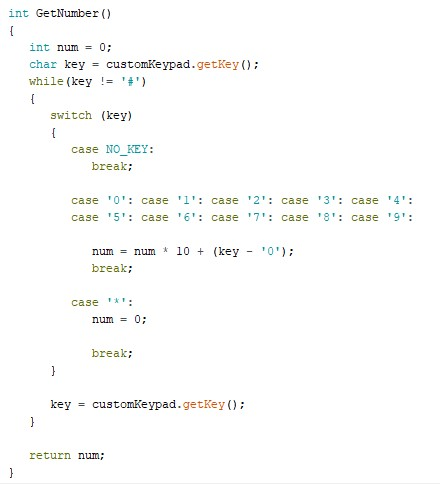 int GetNumber()
{
int num = 0;
char key = customKeypad.getKey();
while(key != '#')
{
switch (key)
{
case NO_KEY:
break;
case '0': case '1': case '2': case '3': case '4':
case '5': case '6': case '7': case '8': case '9':
num = num * 10 + (key - '0');
break;
case '*':
num = 0;
break;
}
key = customKeypad.getKey();
}
return num;
}